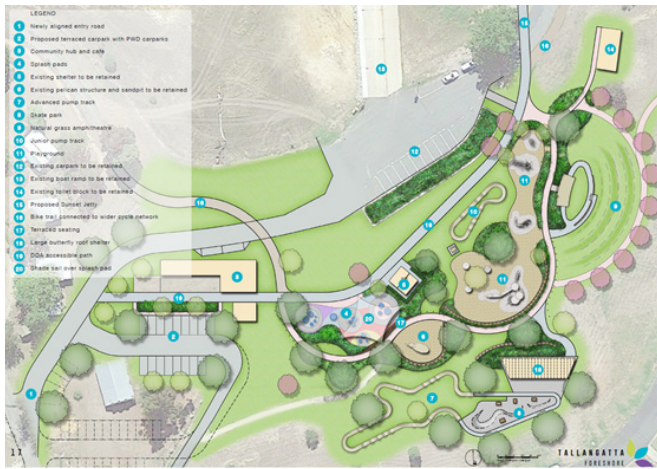 LEGEND
1 Newly aligned entry road
2 Proposed terraced carpark with PWD carparks
3 Community hub and cafe
4 Splash pads
5 Existing shelter to be retained
6 Existing pelican structure and sandpit to be retained
7 Advanced pump track
8 Skate park
9 Natural grass amphitheatre
10 Junior pump track
11 Playground
12 Existing carpark to be retained
13 Existing boat ramp to be retained
14 Existing toilet block to be retained
15 Proposed Sunset Jetty
16 Bike trail connected to wider cycle network
17 Terraced seating
18 Large butterfly roof shelter
19 DDA accessible path
20 Shade sail over splash pad
17
TALLANGATTA
FORESHORE